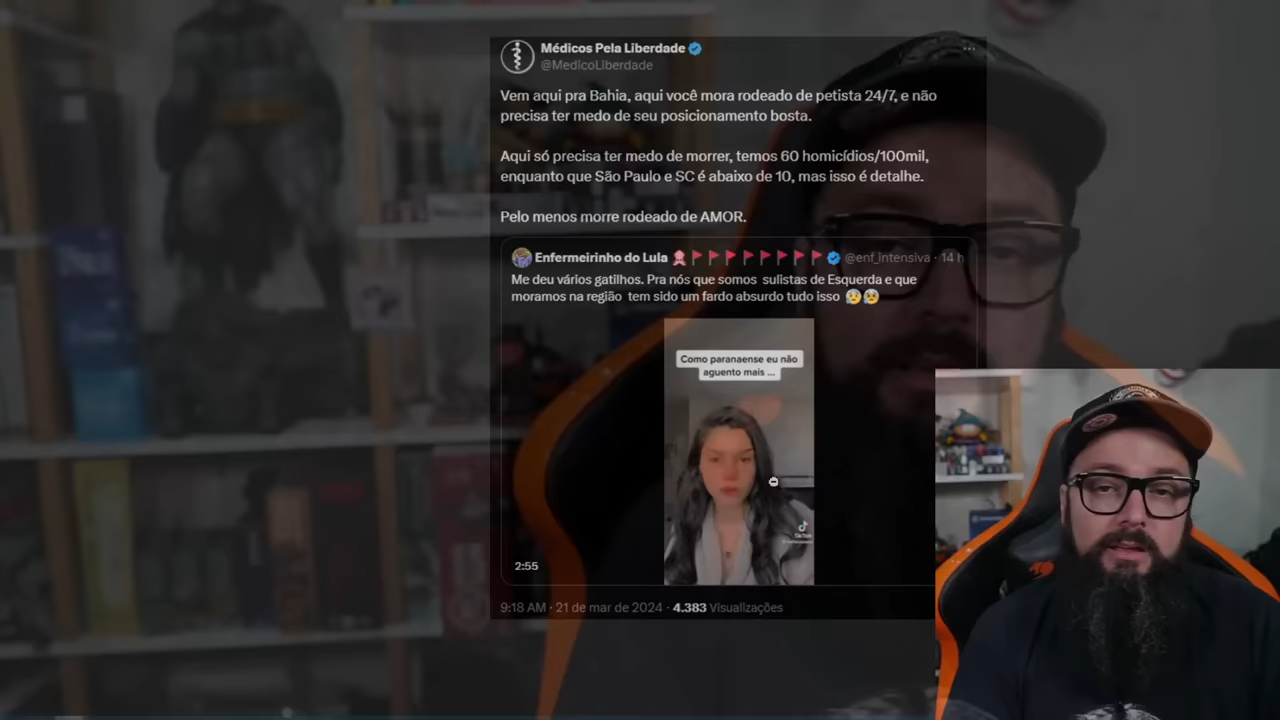 Médicos Pela Liberdade
@MedicoLiberdade
Vem aqui pra Bahia, aqui você mora rodeado de petista 24/7, e não
precisa ter medo de seu posicionamento bosta.
Aqui só precisa ter medo de morrer, temos 60 homicídios/100mil,
enquanto que São Paulo e SC é abaixo de 10, mas isso é detalhe.
Pelo menos morre rodeado de AMOR.
Enfermeirinho do Lula @enf_intensiva · 14 h
Me deu vários gatilhos. Pra nós que somos sulistas de Esquerda e que
moramos na região tem sido um fardo absurdo tudo isso
Como paranaense eu não
aguento mais ...
TikTok
2:55
9:18 AM · 21 de mar de 2024 · 4.383 Visualizações